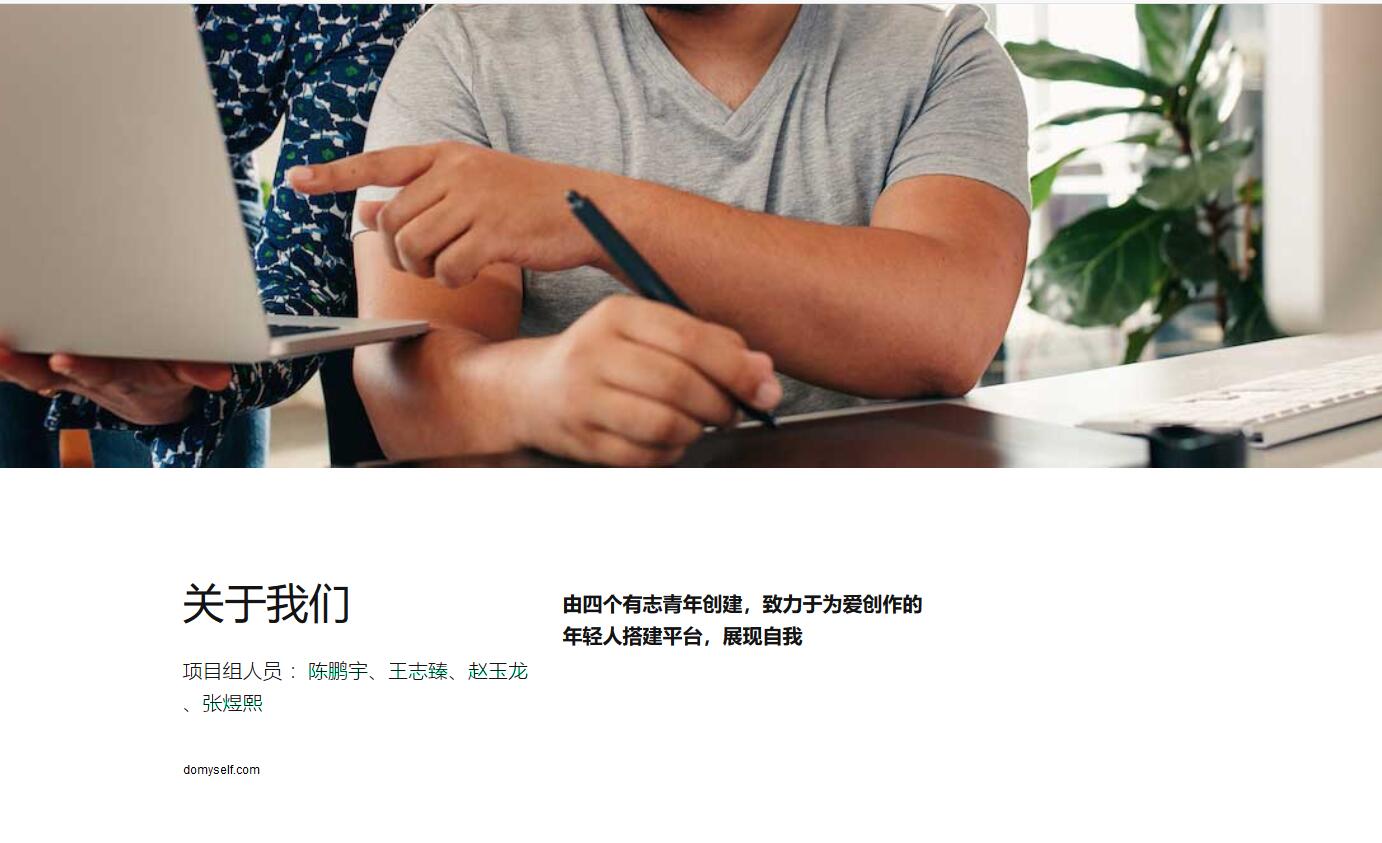 关于我们
项目组人员 ： 陈鹏宇、王志臻、赵玉龙
、张煜熙
由四个有志青年创建，致力于为爱创作的
年轻人搭建平台，展现自我
domyself.com